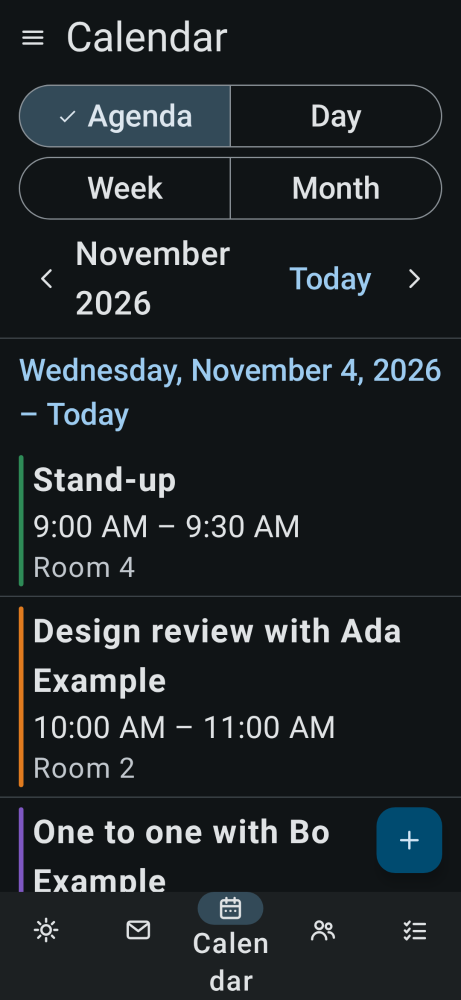 Calendar
Agenda
Day
Week
Month
November
2026
Today
Wednesday, November 4, 2026
– Today
Stand-up
9:00 AM – 9:30 AM
Room 4
Design review with Ada
Example
10:00 AM – 11:00 AM
Room 2
One to one with Bo
Example
Calen
dar